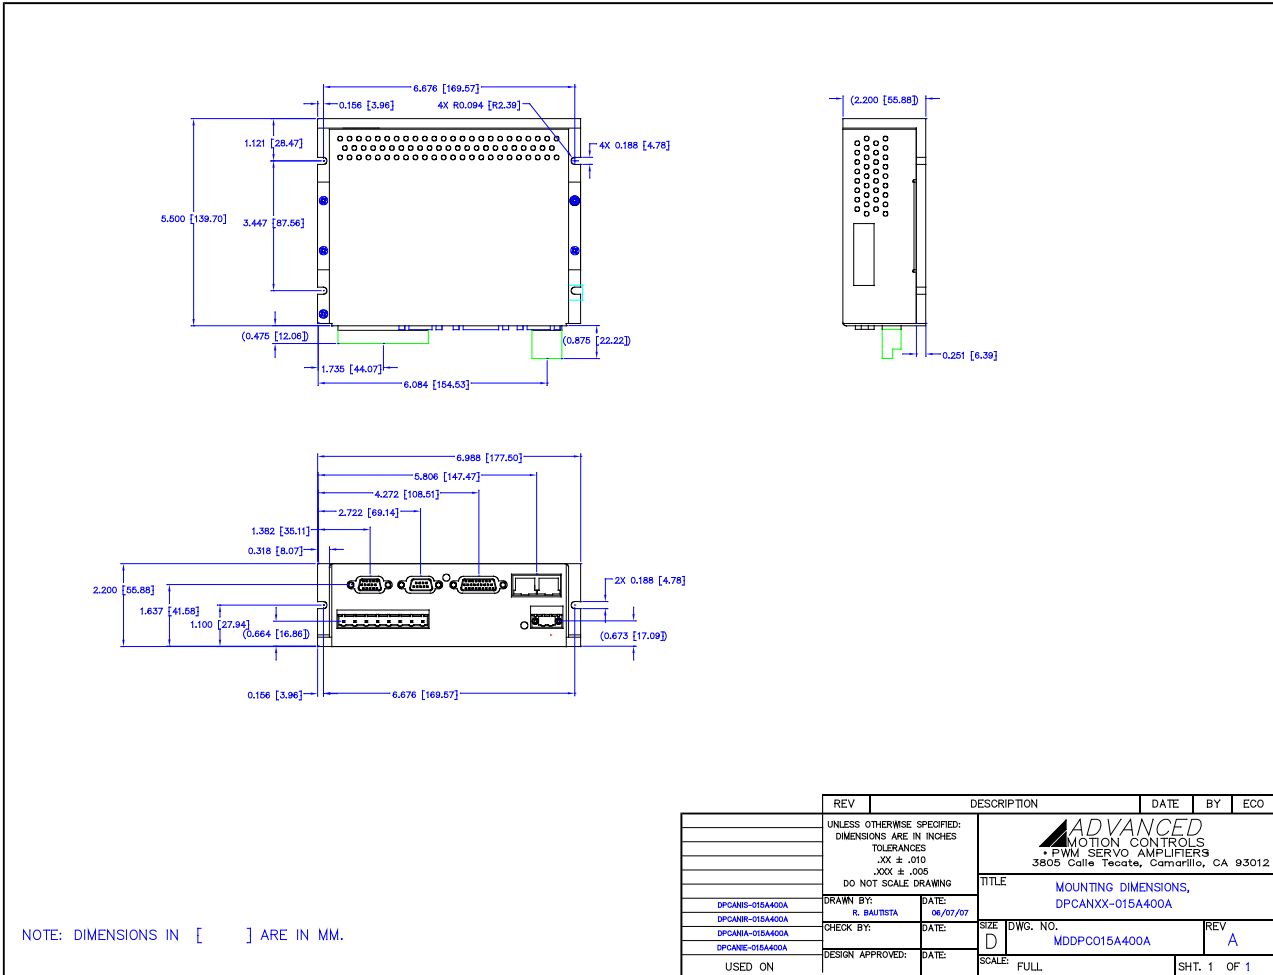 6.676 [169.57]
0.156 [3.96]
4X R0.094 [R2.39]
(2.200 [55.88])
1.121 [28.47]
4X 0.188 [4.78]
5.500 [139.70]
3.447 [87.56]
(0.475 [12.06])
(0.875 [22.22])
0.251 [6.39]
1.735 [44.07]
6.084 [154.53]
6.988 [177.50]
5.806 [147.47]
4.272 [108.51]
2.722 [69.14]
1.382 [35.11]
0.318 [8.07]
2X 0.188 [4.78]
2.200 [55.88]
1.637 [41.58]
1.100 [27.94]
(0.664 [16.86])
(0.673 [17.09])
0.156 [3.96]
6.676 [169.57]
NOTE: DIMENSIONS IN [ ] ARE IN MM.
REV DESCRIPTION DATE BY ECO
UNLESS OTHERWISE SPECIFIED:
DIMENSIONS ARE IN INCHES
TOLERANCES
.XX ± .010
.XXX ± .005
DO NOT SCALE DRAWING
ADVANCED
MOTION CONTROLS
• PWM SERVO AMPLIFIERS
3805 Calle Tecate, Camarillo, CA 93012
TITLE
MOUNTING DIMENSIONS,
DPCANXX-015A400A
DPCANIS-015A400A
DPCANIR-015A400A
DPCANIA-015A400A
DPCANIE-015A400A
USED ON
DRAWN BY: DATE:
R. BAUTISTA 06/07/07
CHECK BY: DATE:
DESIGN APPROVED: DATE:
SIZE DWG. NO. REV
D MDDPC015A400A A
SCALE: FULL SHT. 1 OF 1